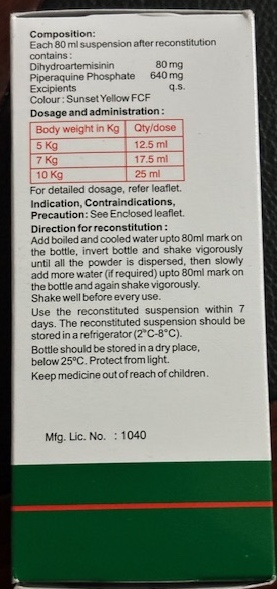 Composition:
Each 80 ml suspension after reconstitution
contains:
Dihydroartemisinin 80 mg
Piperaquine Phosphate 640 mg
Excipients q.s.
Colour : Sunset Yellow FCF
Dosage and administration :
Body weight in Kg Qty/dose
5 Kg 12.5 ml
7 Kg 17.5 ml
10 Kg 25 ml
For detailed dosage, refer leaflet.
Indication, Contraindications,
Precaution: See Enclosed leaflet.
Direction for reconstitution :
Add boiled and cooled water upto 80ml mark on
the bottle, invert bottle and shake vigorously
until all the powder is dispersed, then slowly
add more water (if required) upto 80ml mark on
the bottle and again shake vigorously.
Shake well before every use.
Use the reconstituted suspension within 7
days. The reconstituted suspension should be
stored in a refrigerator (2°C-8°C).
Bottle should be stored in a dry place,
below 25°C. Protect from light.
Keep medicine out of reach of children.
Mfg. Lic. No. : 1040